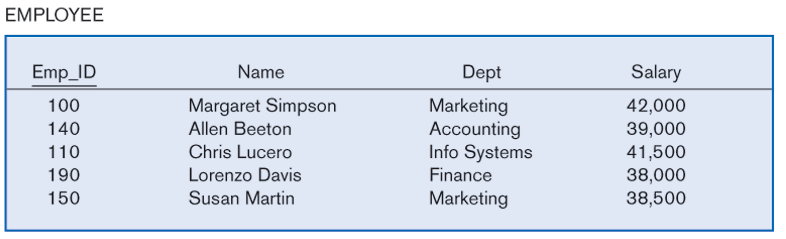 EMPLOYEE
Emp_ID Name Dept Salary
100 Margaret Simpson Marketing 42,000
140 Allen Beeton Accounting 39,000
110 Chris Lucero Info Systems 41,500
190 Lorenzo Davis Finance 38,000
150 Susan Martin Marketing 38,500